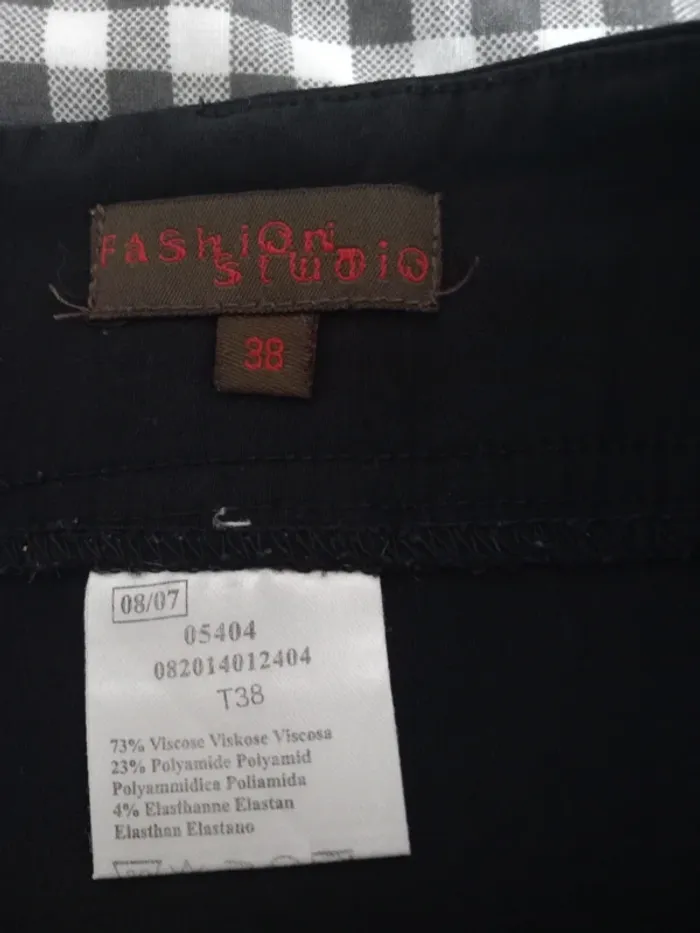 FASHiON
STUDiO
38
08/07
05404
082014012404
T38
73% Viscose Viskose Viscosa
23% Polyamide Polyamid
Polyammidica Poliamida
4% Elasthanne Elastan
Elasthan Elastano